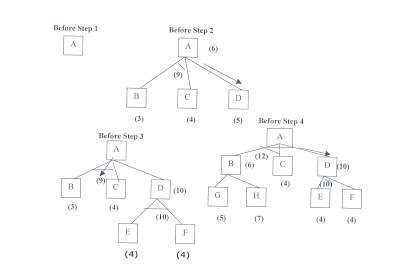 Before Step 1
A
Before Step 2
A (6)
(9)
B C D
(3) (4) (5)
Before Step 3
A
(9)
B C D (10)
(3) (4)
(10)
E F
(4) (4)
Before Step 4
A
(12)
B (6) C D (10)
(4) (10)
G H E F
(5) (7) (4) (4)